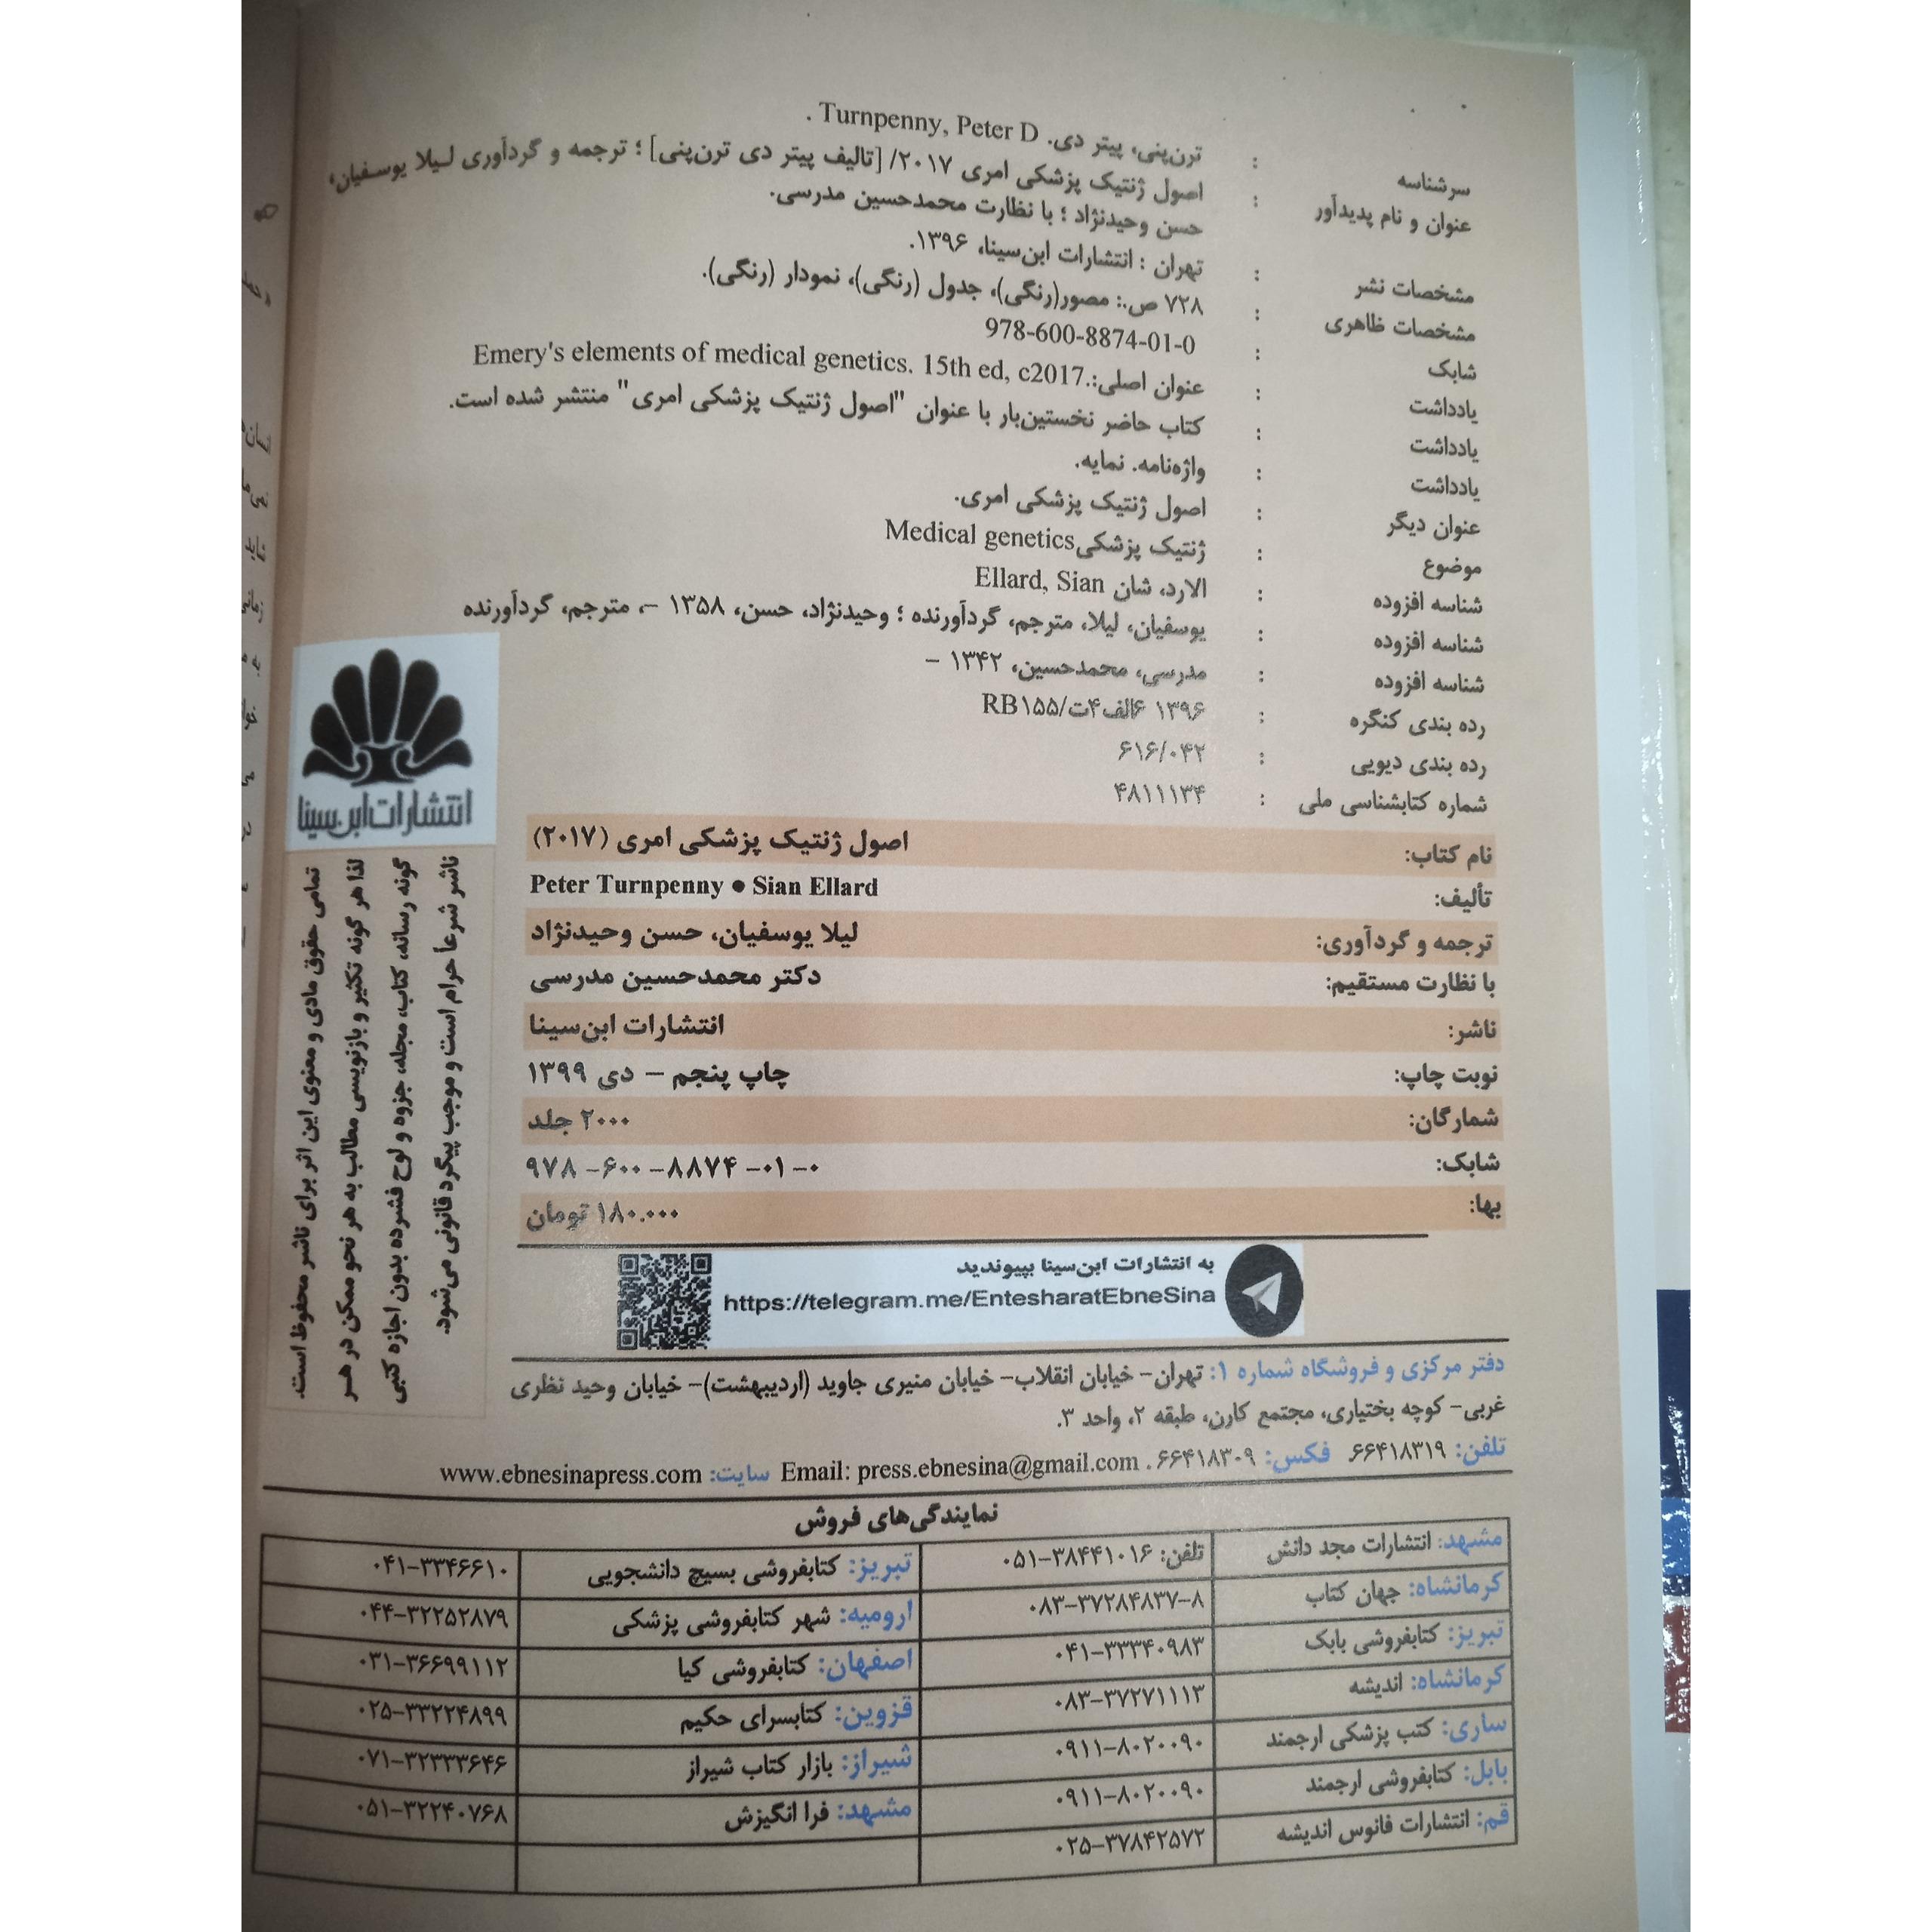 سرشناسه : ترن‌پنی، پیتر دی. Turnpenny, Peter D .
عنوان و نام پدیدآور : اصول ژنتیک پزشکی امری ۲۰۱۷/ [تالیف پیتر دی ترن‌پنی] ؛ ترجمه و گردآوری لیلا یوسفیان،
حسن وحیدنژاد ؛ با نظارت محمدحسین مدرسی.
مشخصات نشر : تهران : انتشارات ابن‌سینا، ۱۳۹۶.
مشخصات ظاهری : ۷۲۸ ص.: مصور(رنگی)، جدول (رنگی)، نمودار (رنگی).
شابک : 978-600-8874-01-0
یادداشت : عنوان اصلی:.Emery's elements of medical genetics. 15th ed, c2017
یادداشت : کتاب حاضر نخستین‌بار با عنوان "اصول ژنتیک پزشکی امری" منتشر شده است.
یادداشت : واژه‌نامه. نمایه.
عنوان دیگر : اصول ژنتیک پزشکی امری.
موضوع : ژنتیک پزشکیMedical genetics
شناسه افزوده : الارد، شان Ellard, Sian
شناسه افزوده : یوسفیان، لیلا، مترجم، گردآورنده ؛ وحیدنژاد، حسن، ۱۳۵۸ -، مترجم، گردآورنده
شناسه افزوده : مدرسی، محمدحسین، ۱۳۴۲ –
رده بندی کنگره : ۱۳۹۶ ۶الف۴ت/RB۱۵۵
رده بندی دیویی : ۶۱۶/۰۴۲
شماره کتابشناسی ملی : ۴۸۱۱۱۳۴
انتشارات ابن‌سینا
تمامی حقوق مادی و معنوی این اثر برای ناشر محفوظ است.
لذا هر گونه تکثیر و بازنویسی مطالب به هر نحو ممکن در هر
گونه رسانه، کتاب، مجله، جزوه و لوح فشرده بدون اجازه کتبی
ناشر شرعاً حرام است و موجب پیگرد قانونی می‌شود.
نام کتاب: اصول ژنتیک پزشکی امری (۲۰۱۷)
تألیف: Peter Turnpenny ● Sian Ellard
ترجمه و گردآوری: لیلا یوسفیان، حسن وحیدنژاد
با نظارت مستقیم: دکتر محمدحسین مدرسی
ناشر: انتشارات ابن‌سینا
نوبت چاپ: چاپ پنجم – دی ۱۳۹۹
شمارگان: ۲۰۰۰ جلد
شابک: ۹۷۸ -۶۰۰ -۸۸۷۴ -۰۱ -۰
بها: ۱۸۰.۰۰۰ تومان
به انتشارات ابن‌سینا بپیوندید
https://telegram.me/EntesharatEbneSina
دفتر مرکزی و فروشگاه شماره ۱: تهران- خیابان انقلاب- خیابان منیری جاوید (اردیبهشت)- خیابان وحید نظری
غربی- کوچه بختیاری، مجتمع کارن، طبقه ۲، واحد ۳.
تلفن: ۶۶۴۱۸۳۱۹ فکس: ۶۶۴۱۸۳۰۹ . Email: press.ebnesina@gmail.com سایت: www.ebnesinapress.com
نمایندگی‌های فروش
مشهد: انتشارات مجد دانش تلفن: ۰۵۱-۳۸۴۴۱۰۱۶ تبریز: کتابفروشی بسیج دانشجویی ۰۴۱-۳۳۴۶۶۱۰
کرمانشاه: جهان کتاب ۰۸۳-۳۷۲۸۴۸۳۷-۸ ارومیه: شهر کتابفروشی پزشکی ۰۴۴-۳۲۲۵۲۸۷۹
تبریز: کتابفروشی بابک ۰۴۱-۳۳۳۴۰۹۸۳ اصفهان: کتابفروشی کیا ۰۳۱-۳۶۶۹۹۱۱۲
کرمانشاه: اندیشه ۰۸۳-۳۷۲۷۱۱۱۳ قزوین: کتابسرای حکیم ۰۲۵-۳۳۲۲۴۸۹۹
ساری: کتب پزشکی ارجمند ۰۹۱۱-۸۰۲۰۰۹۰ شیراز: بازار کتاب شیراز ۰۷۱-۳۲۳۳۳۶۴۶
بابل: کتابفروشی ارجمند ۰۹۱۱-۸۰۲۰۰۹۰ مشهد: فرا انگیزش ۰۵۱-۳۲۲۴۰۷۶۸
قم: انتشارات فانوس اندیشه ۰۲۵-۳۷۸۴۲۵۷۲